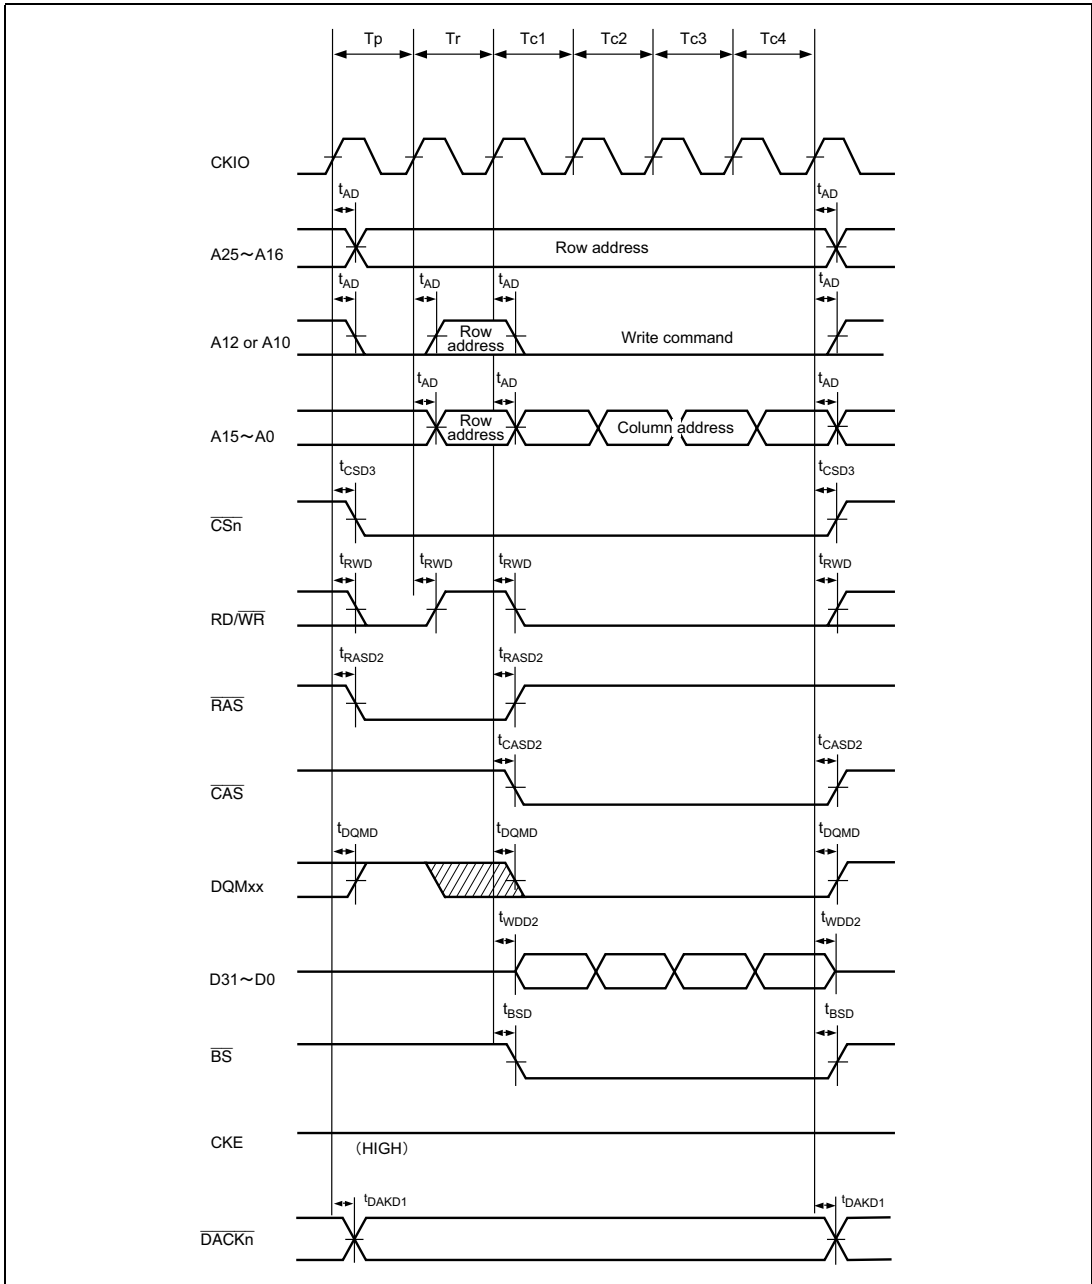 Tp Tr Tc1 Tc2 Tc3 Tc4
CKIO
tAD tAD
A25～A16 Row address
tAD tAD tAD tAD
A12 or A10 Row address Write command
tAD tAD tAD
A15～A0 Row address Column address
tCSD3 tCSD3
CSn
tRWD tRWD tRWD tRWD
RD/WR
tRASD2 tRASD2
RAS
tCASD2 tCASD2
CAS
tDQMD tDQMD tDQMD
DQMxx
tWDD2 tWDD2
D31～D0
tBSD tBSD
BS
CKE
(HIGH)
tDAKD1 tDAKD1
DACKn